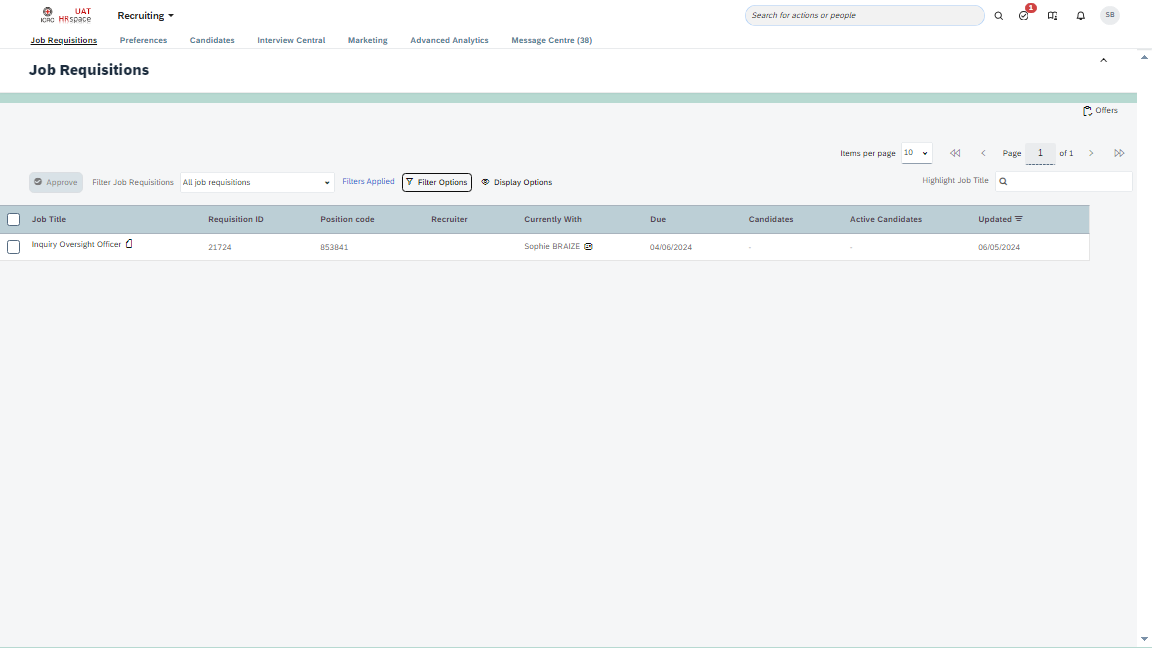 ICRC UAT HRspace Recruiting Search for actions or people 1 SB
Job Requisitions Preferences Candidates Interview Central Marketing Advanced Analytics Message Centre (38)
Job Requisitions
Offers
Items per page 10 Page 1 of 1
Approve Filter Job Requisitions All job requisitions Filters Applied Filter Options Display Options Highlight Job Title
Job Title Requisition ID Position code Recruiter Currently With Due Candidates Active Candidates Updated
Inquiry Oversight Officer 21724 853841 Sophie BRAIZE 04/06/2024 - - 06/05/2024